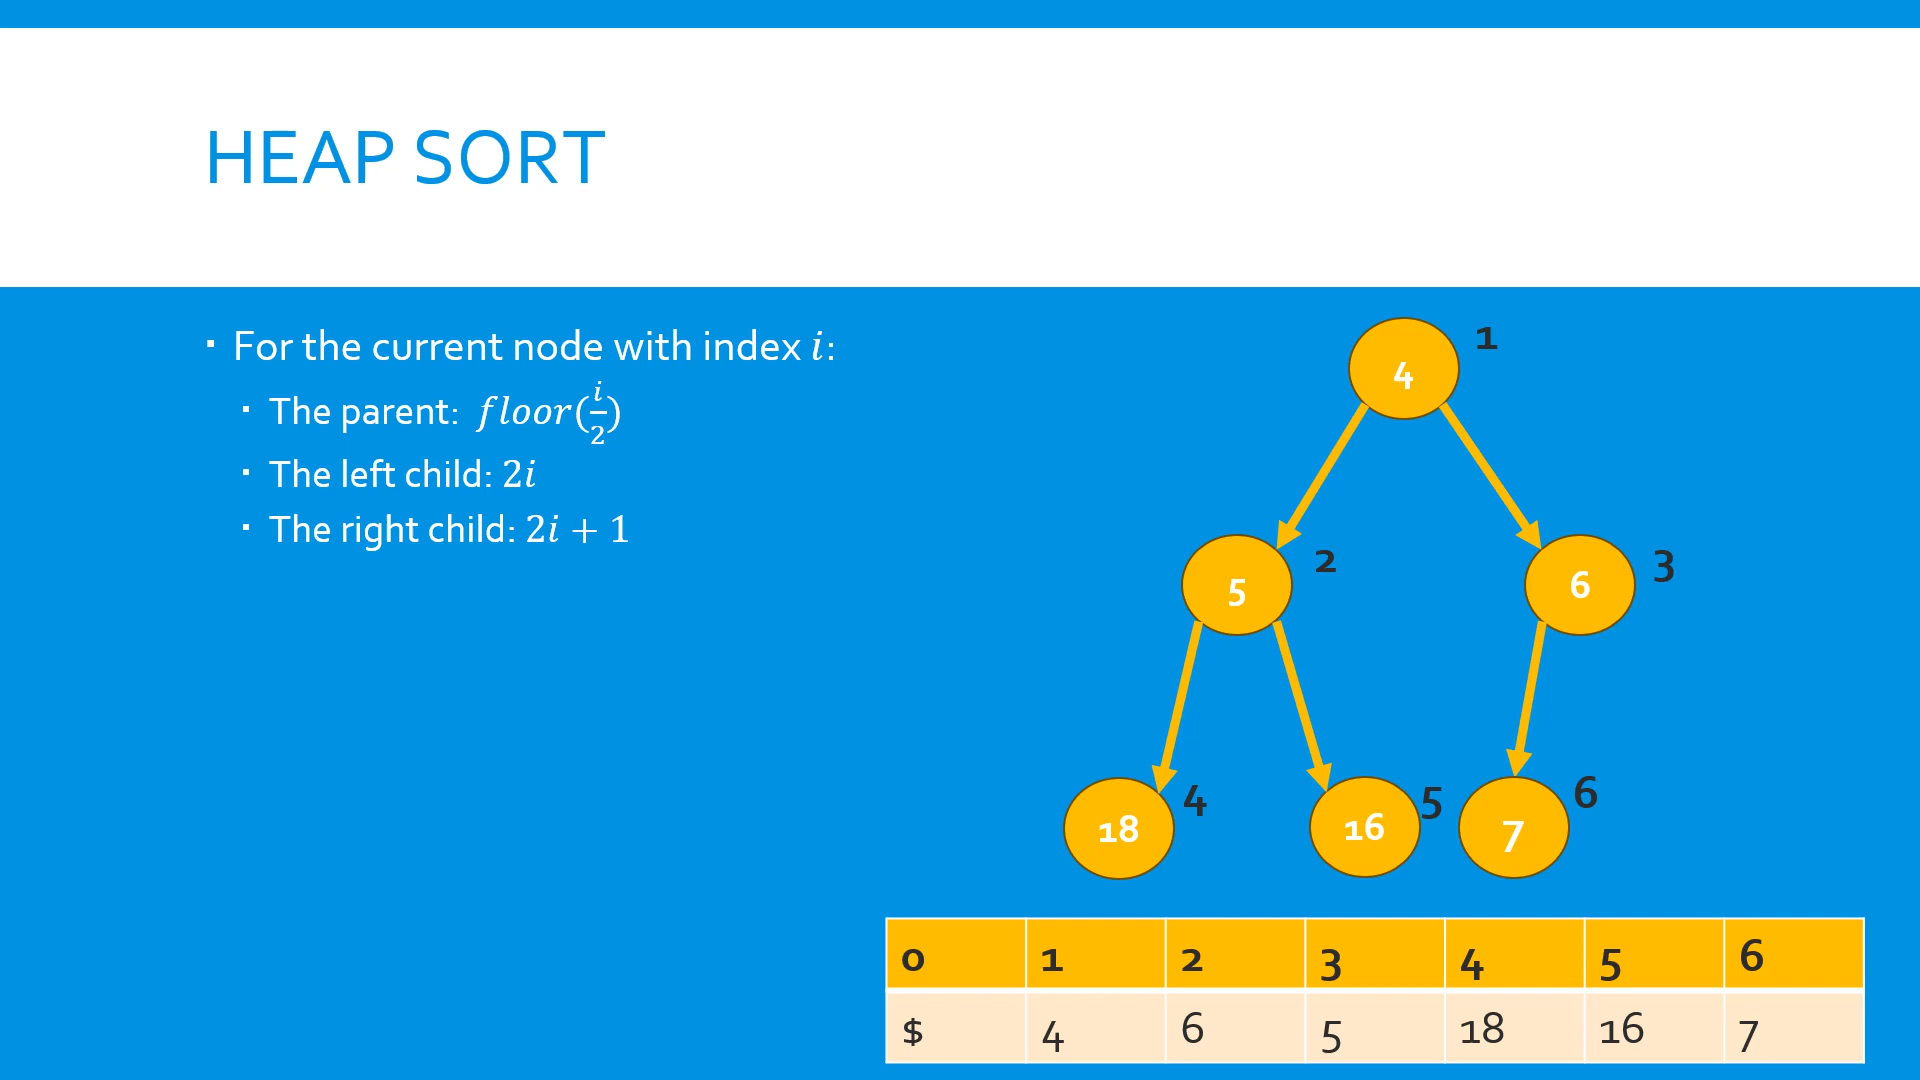 HEAP SORT
▪ For the current node with index i:
▪ The parent: floor(i/2)
▪ The left child: 2i
▪ The right child: 2i + 1
4 1
5 2 6 3
18 4 16 5 7 6
0 1 2 3 4 5 6
$ 4 6 5 18 16 7